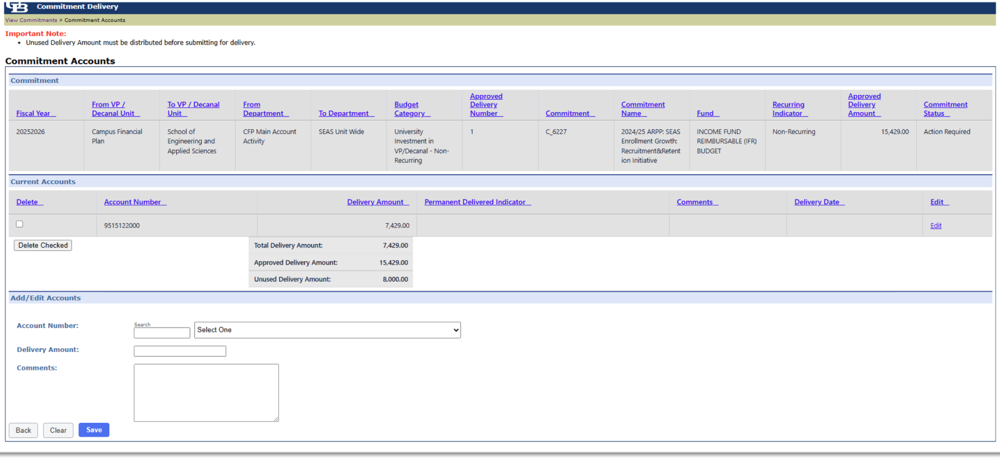 UB Commitment Delivery
View Commitments » Commitment Accounts
Important Note:
• Unused Delivery Amount must be distributed before submitting for delivery.
Commitment Accounts
Commitment
Fiscal Year
From VP /
Decanal Unit
To VP / Decanal
Unit
From
Department
To Department
Budget
Category
Approved
Delivery
Number
Commitment
Commitment
Name
Fund
Recurring
Indicator
Approved
Delivery
Amount
Commitment
Status
20252026
Campus Financial
Plan
School of
Engineering and
Applied Sciences
CFP Main Account
Activity
SEAS Unit Wide
University
Investment in
VP/Decanal - Non-
Recurring
1
C_6227
2024/25 ARPP: SEAS
Enrollment Growth:
Recruitment&Retent
ion Initiative
INCOME FUND
REIMBURSABLE (IFR)
BUDGET
Non-Recurring
15,429.00
Action Required
Current Accounts
Delete
Account Number
Delivery Amount
Permanent Delivered Indicator
Comments
Delivery Date
Edit
9515122000
7,429.00
Edit
Delete Checked
Total Delivery Amount: 7,429.00
Approved Delivery Amount: 15,429.00
Unused Delivery Amount: 8,000.00
Add/Edit Accounts
Account Number:
Search
Select One
Delivery Amount:
Comments:
Back
Clear
Save